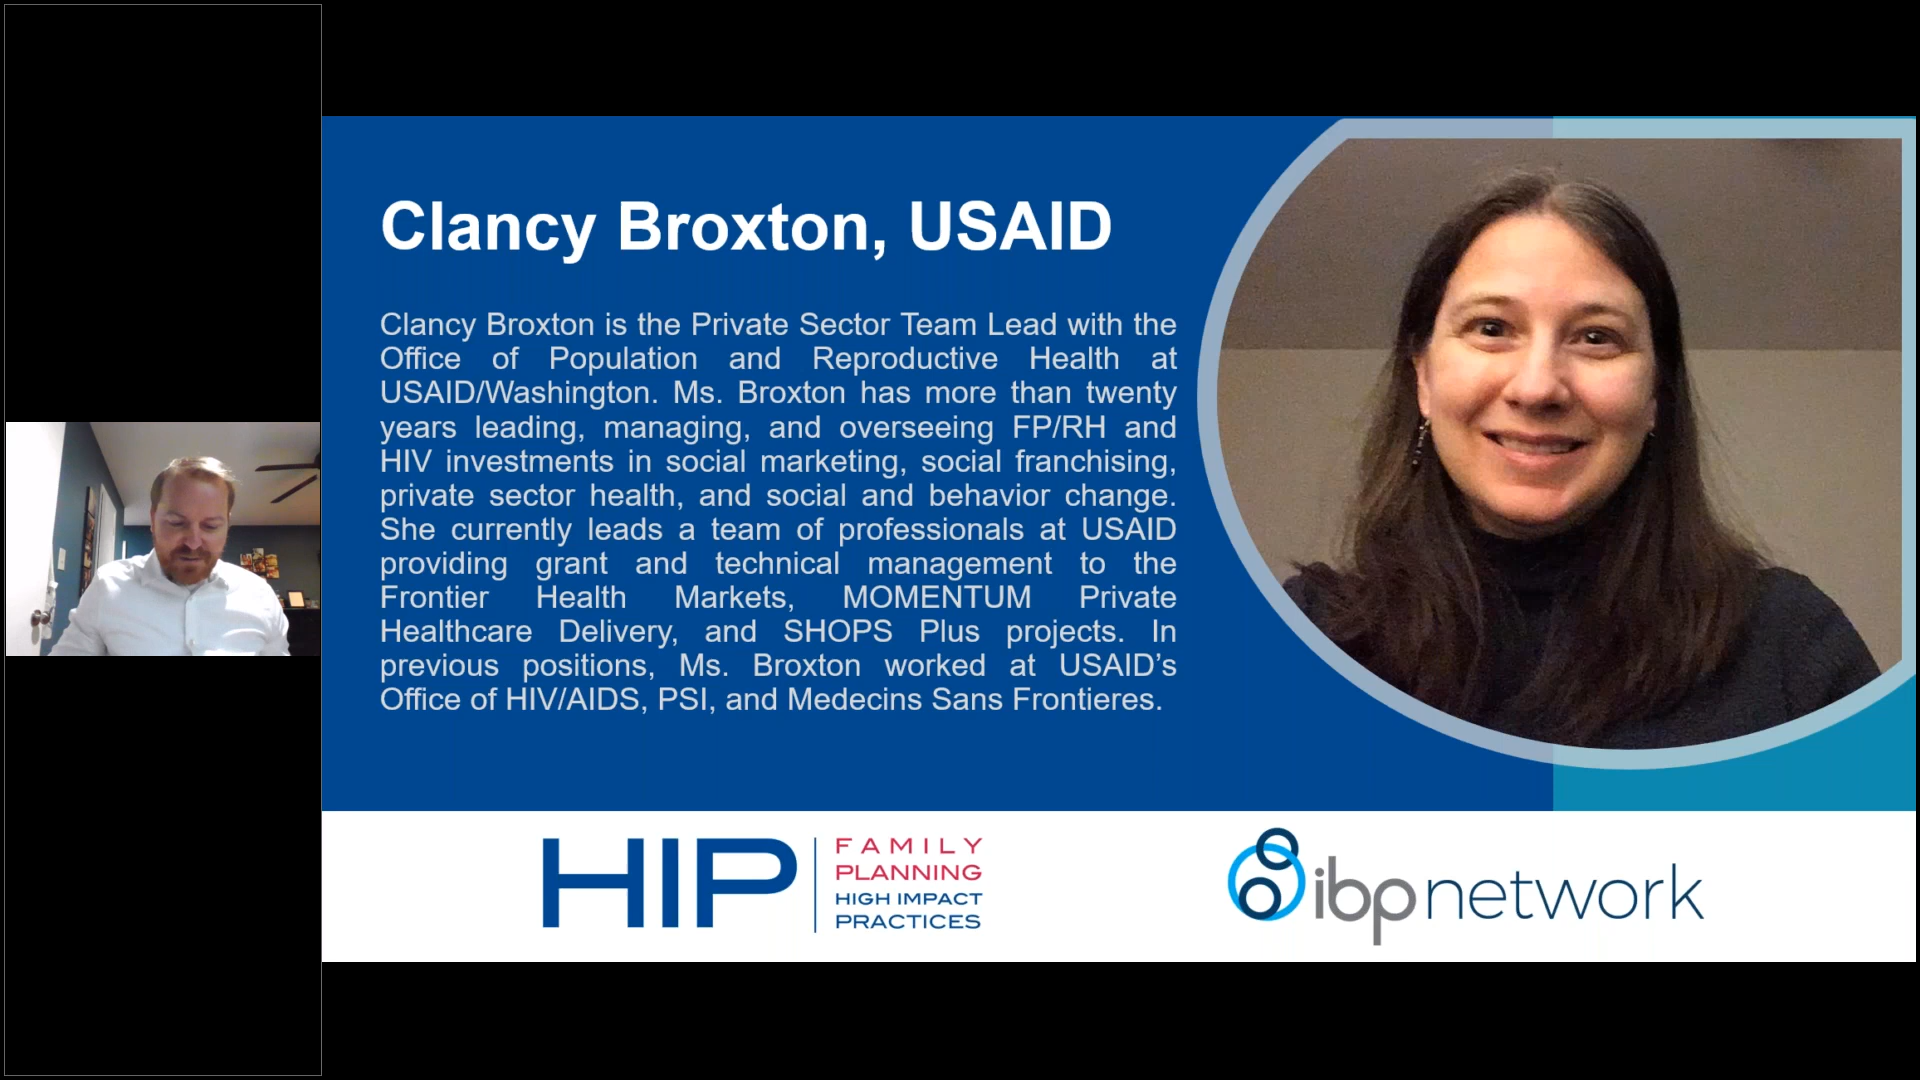 Clancy Broxton, USAID
Clancy Broxton is the Private Sector Team Lead with the
Office of Population and Reproductive Health at
USAID/Washington. Ms. Broxton has more than twenty
years leading, managing, and overseeing FP/RH and
HIV investments in social marketing, social franchising,
private sector health, and social and behavior change.
She currently leads a team of professionals at USAID
providing grant and technical management to the
Frontier Health Markets, MOMENTUM Private
Healthcare Delivery, and SHOPS Plus projects. In
previous positions, Ms. Broxton worked at USAID’s
Office of HIV/AIDS, PSI, and Medecins Sans Frontieres.
HIP
FAMILY
PLANNING
HIGH IMPACT
PRACTICES
ibpnetwork